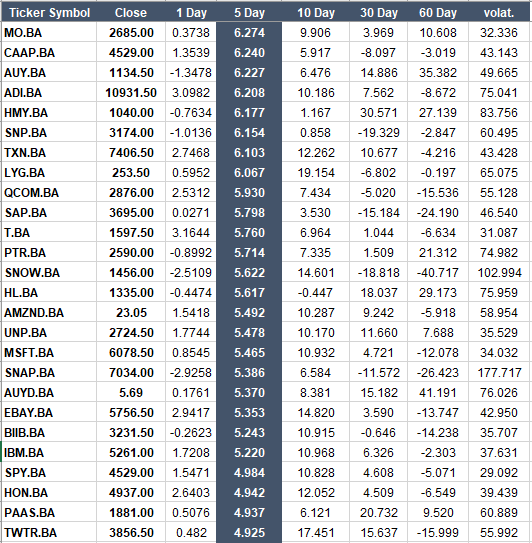 Ticker Symbol Close 1 Day 5 Day 10 Day 30 Day 60 Day volat.
MO.BA 2685.00 0.3738 6.274 9.906 3.969 10.608 32.336
CAAP.BA 4529.00 1.3539 6.240 5.917 -8.097 -3.019 43.143
AUY.BA 1134.50 -1.3478 6.227 6.476 14.886 35.382 49.665
ADI.BA 10931.50 3.0982 6.208 10.186 7.562 -8.672 75.041
HMY.BA 1040.00 -0.7634 6.177 1.167 30.571 27.139 83.756
SNP.BA 3174.00 -1.0136 6.154 0.858 -19.329 -2.847 60.495
TXN.BA 7406.50 2.7468 6.103 12.262 10.677 -4.216 43.428
LYG.BA 253.50 0.5952 6.067 19.154 -6.802 -0.197 65.075
QCOM.BA 2876.00 2.5312 5.930 7.434 -5.020 -15.536 55.128
SAP.BA 3695.00 0.0271 5.798 3.530 -15.184 -24.190 46.540
T.BA 1597.50 3.1644 5.760 6.964 1.044 -6.634 31.087
PTR.BA 2590.00 -0.8992 5.714 7.335 1.509 21.312 74.982
SNOW.BA 1456.00 -2.5109 5.622 14.601 -18.818 -40.717 102.994
HL.BA 1335.00 -0.4474 5.617 -0.447 18.037 29.173 75.959
AMZND.BA 23.05 1.5418 5.492 10.287 9.242 -5.918 58.954
UNP.BA 2724.50 1.7744 5.478 10.170 11.660 7.688 35.529
MSFT.BA 6078.50 0.8545 5.465 10.932 4.721 -12.078 34.032
SNAP.BA 7034.00 -2.9258 5.386 6.584 -11.572 -26.423 177.717
AUYD.BA 5.69 0.1761 5.370 8.381 15.182 41.191 76.026
EBAY.BA 5756.50 2.9417 5.353 14.820 3.590 -13.747 42.950
BIIB.BA 3231.50 -0.2623 5.243 10.915 -0.646 -14.238 35.707
IBM.BA 5261.00 1.7208 5.220 10.968 6.326 -2.303 37.631
SPY.BA 4529.00 1.5471 4.984 10.828 4.608 -5.071 29.092
HON.BA 4937.00 2.6403 4.942 12.052 4.509 -6.549 39.439
PAAS.BA 1881.00 0.5076 4.937 6.121 20.732 9.520 60.889
TWTR.BA 3856.50 0.482 4.925 17.451 15.637 -15.999 55.992